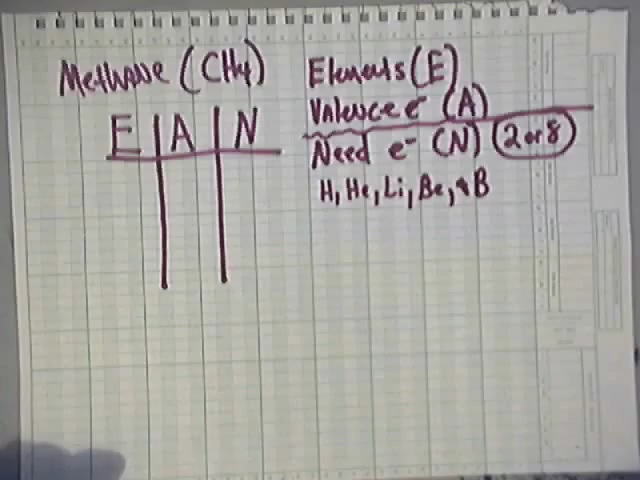 Methane (CH4)
E A N
Elements (E)
Valence e⁻ (A)
Need e⁻ (N) (2 or 8)
H, He, Li, Be, & B